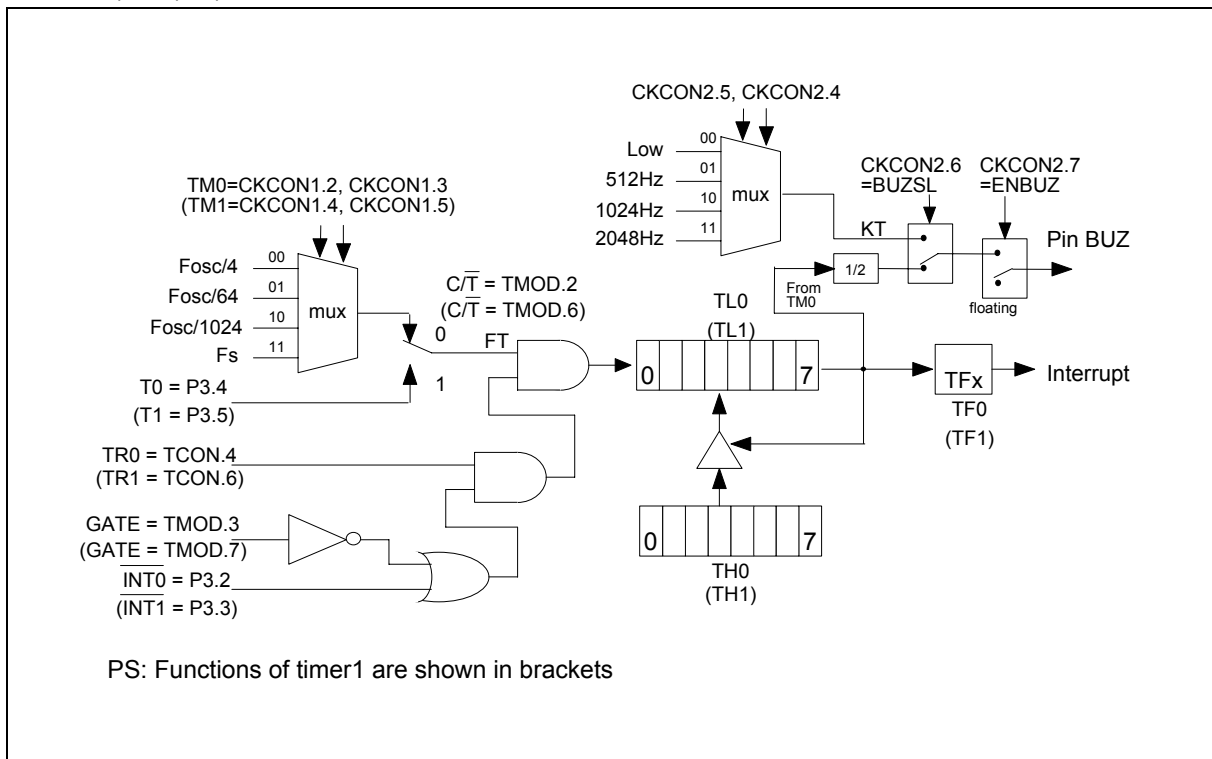 CKCON2.5, CKCON2.4
Low
00
512Hz
01
1024Hz
10
2048Hz
11
mux
KT
CKCON2.6
=BUZSL
CKCON2.7
=ENBUZ
Pin BUZ
floating
1/2
From
TM0
TM0=CKCON1.2, CKCON1.3
(TM1=CKCON1.4, CKCON1.5)
Fosc/4
00
Fosc/64
01
Fosc/1024
10
Fs
11
mux
C/T̅ = TMOD.2
(C/T̅ = TMOD.6)
0
FT
1
T0 = P3.4
(T1 = P3.5)
TL0
(TL1)
0
7
TFx
Interrupt
TF0
(TF1)
TR0 = TCON.4
(TR1 = TCON.6)
GATE = TMOD.3
(GATE = TMOD.7)
I̅N̅T̅0̅ = P3.2
(I̅N̅T̅1̅ = P3.3)
0
7
TH0
(TH1)
PS: Functions of timer1 are shown in brackets